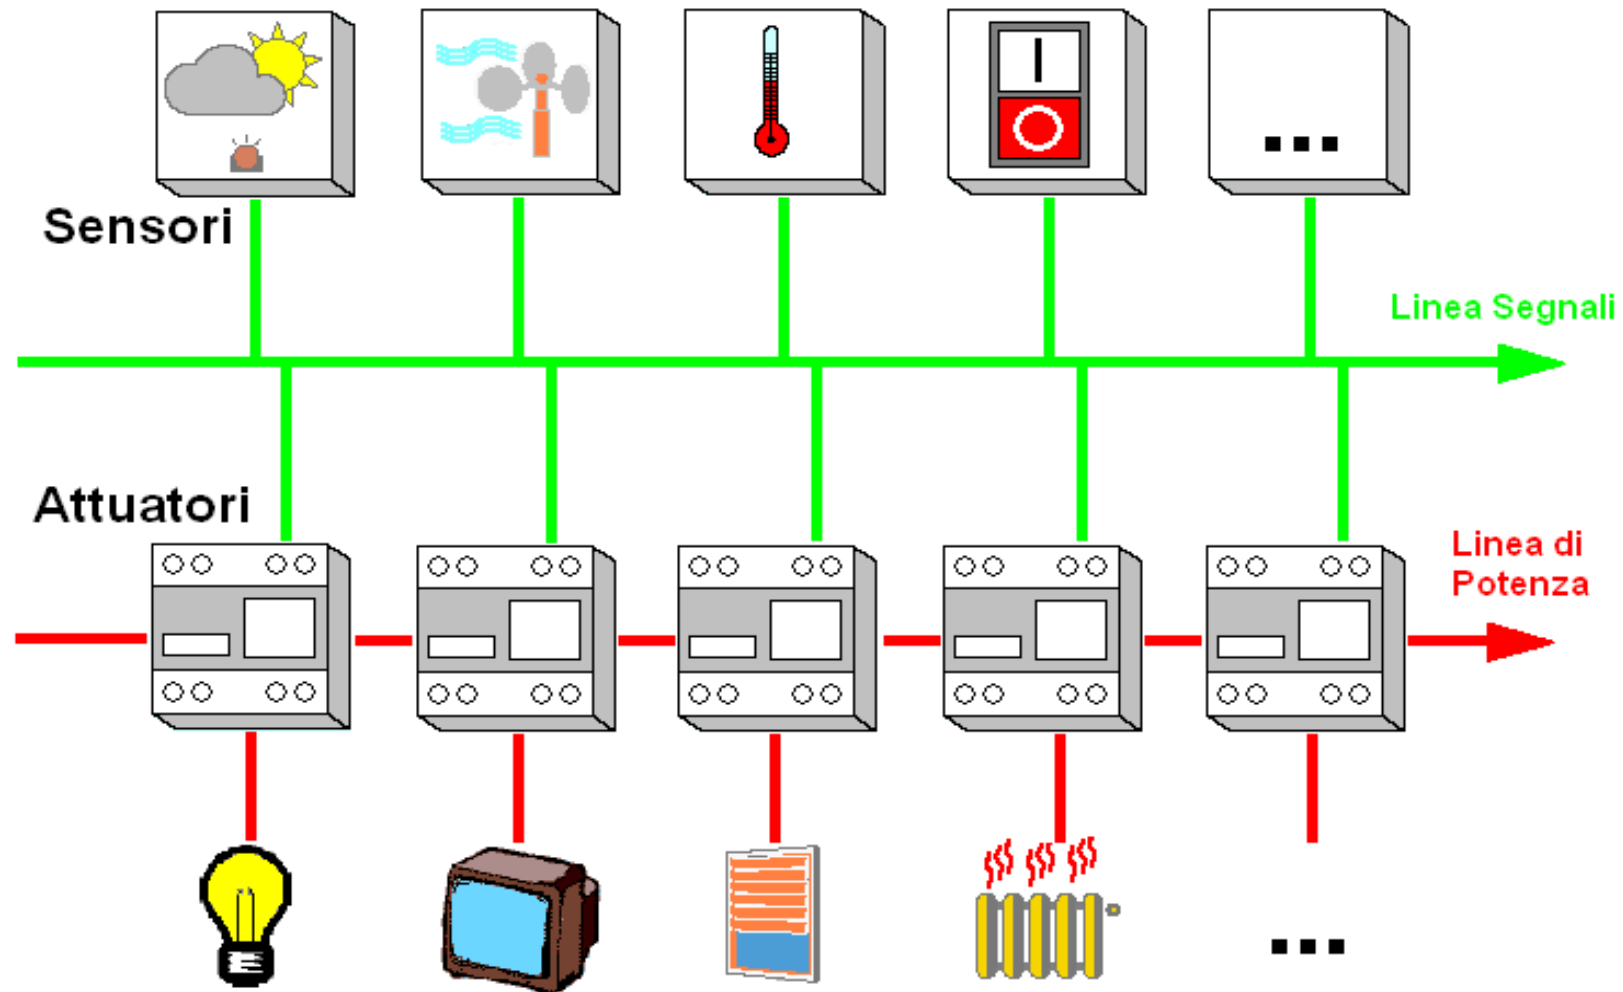 ...
Sensori
Linea Segnali
Attuatori
Linea di
Potenza
...